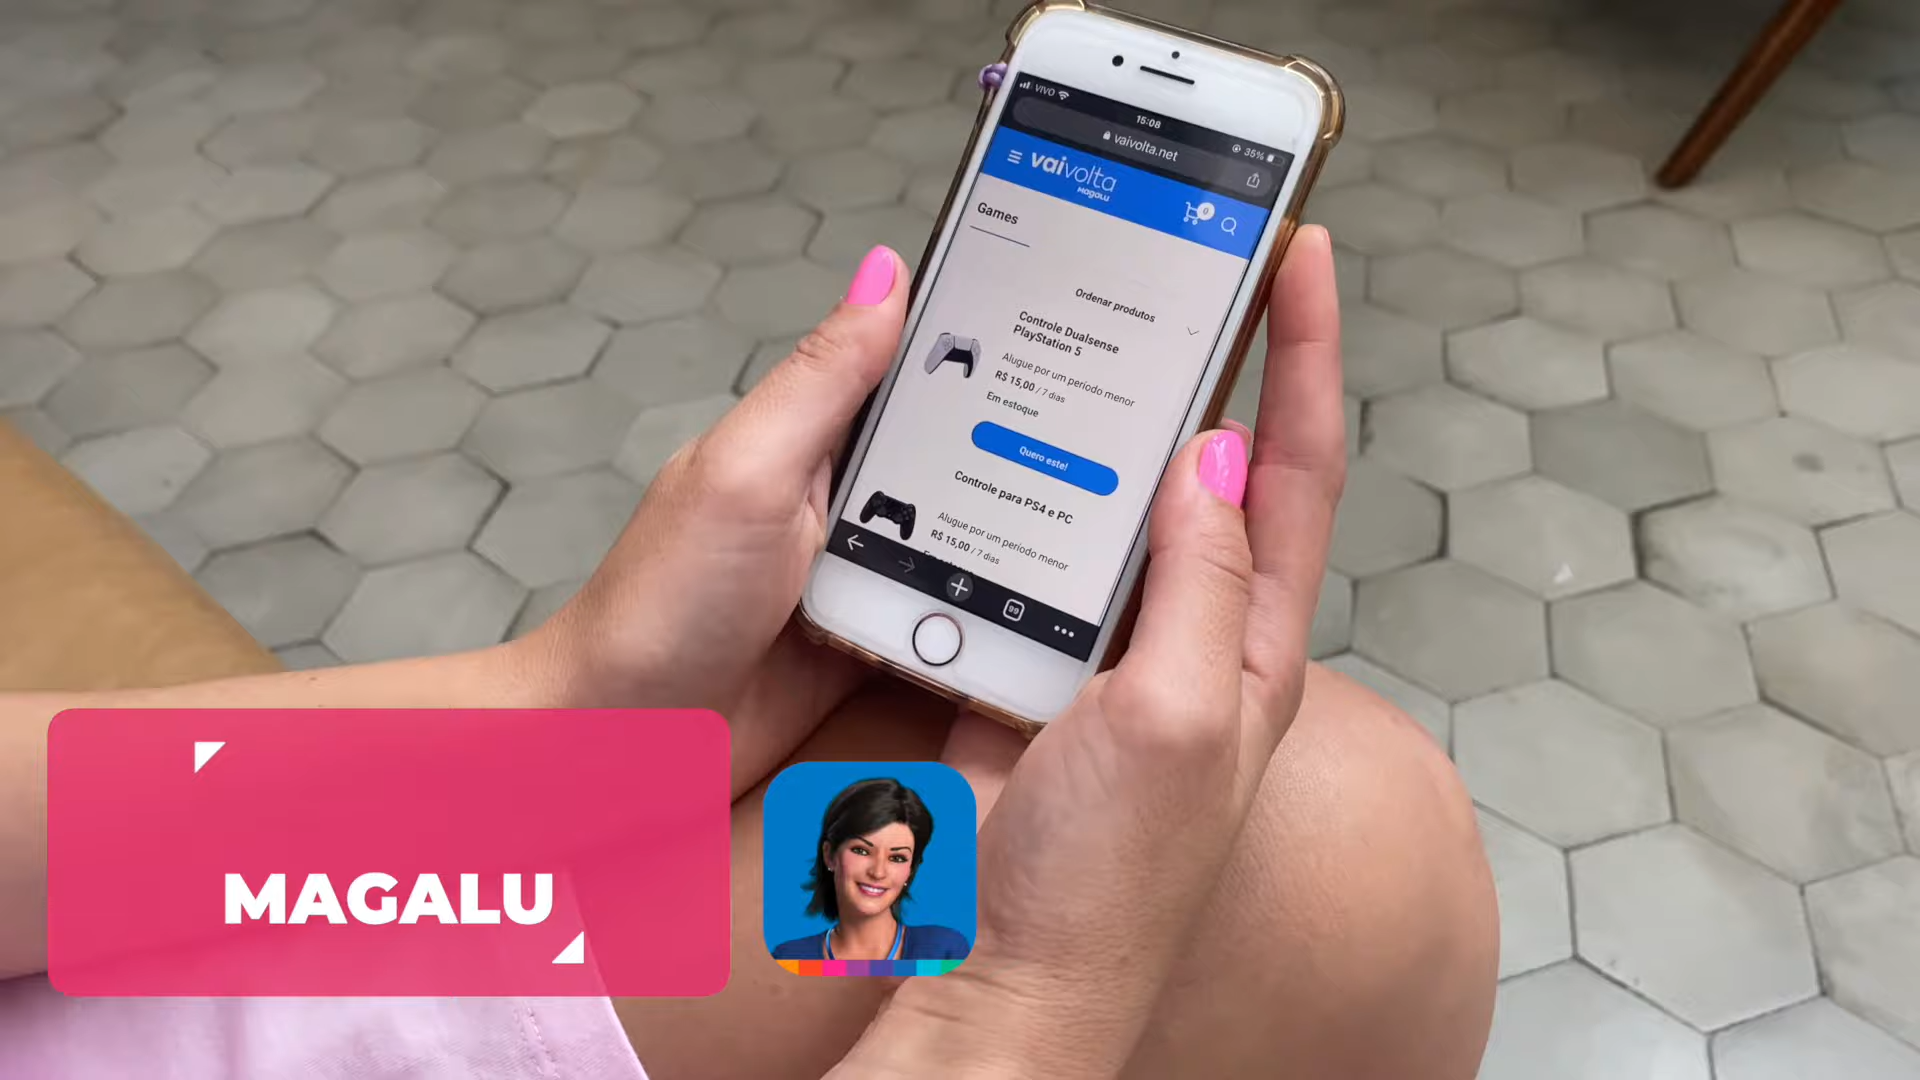 VIVO
15:08
35%
vaivolta.net
vaivolta
Magalu
0
Games
Ordenar produtos
Controle Dualsense
PlayStation 5
Alugue por um período menor
R$ 15,00 / 7 dias
Em estoque
Quero este!
Controle para PS4 e PC
Alugue por um período menor
R$ 15,00 / 7 dias
99
MAGALU